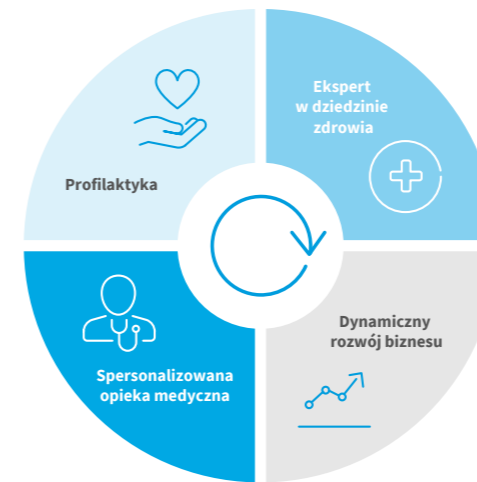 Profilaktyka
Ekspert
w dziedzinie
zdrowia
Spersonalizowana
opieka medyczna
Dynamiczny
rozwój biznesu